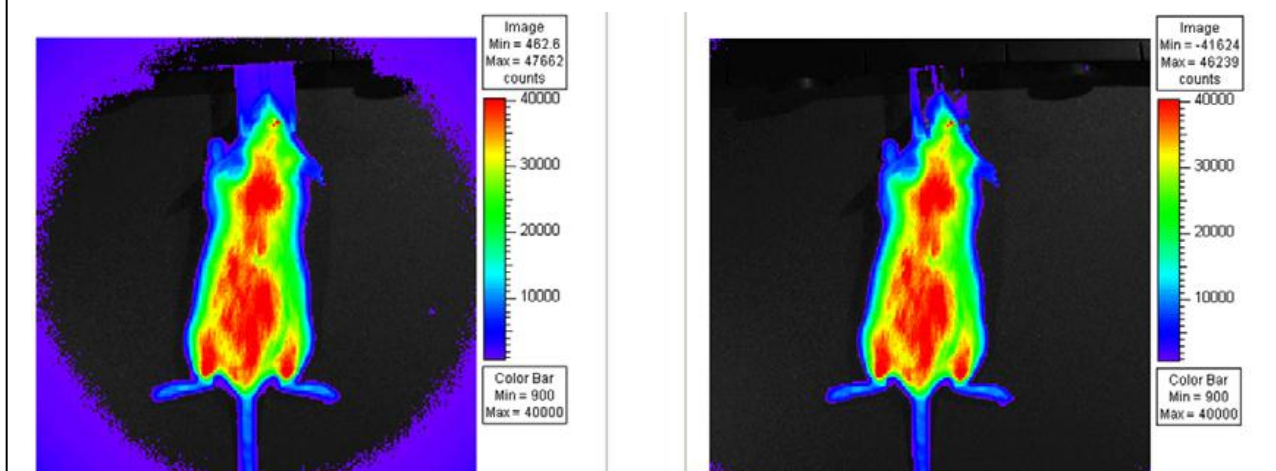 Image
Min = 462.6
Max = 47662
counts
40000
30000
20000
10000
Color Bar
Min = 900
Max = 40000
Image
Min = -41624
Max = 46239
counts
40000
30000
20000
10000
Color Bar
Min = 900
Max = 40000